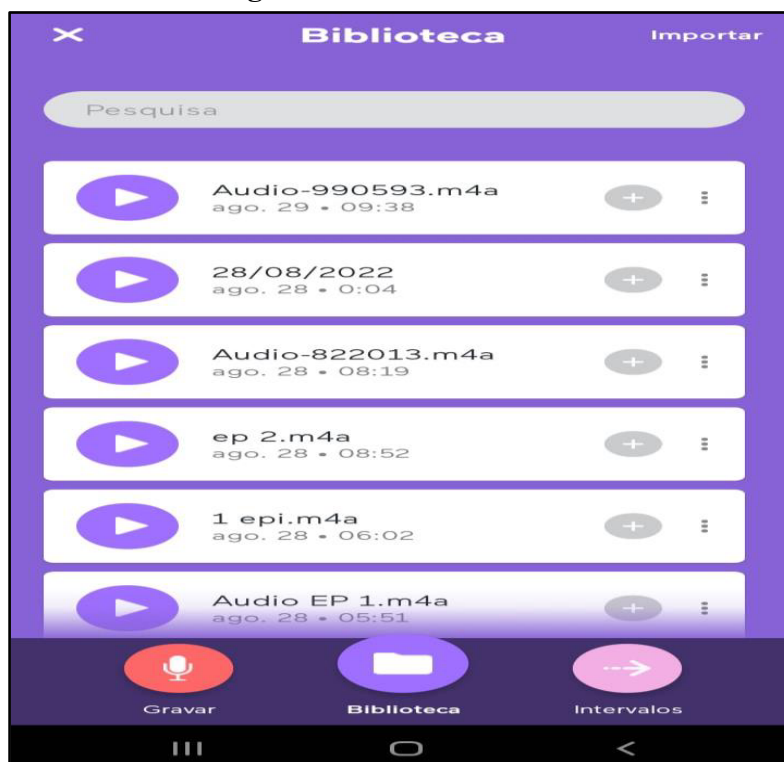 Biblioteca
Importar
Pesquisa
Audio-990593.m4a
ago. 29 • 09:38
28/08/2022
ago. 28 • 0:04
Audio-822013.m4a
ago. 28 • 08:19
ep 2.m4a
ago. 28 • 08:52
1 epi.m4a
ago. 28 • 06:02
Audio EP 1.m4a
ago. 28 • 05:51
Gravar
Biblioteca
Intervalos